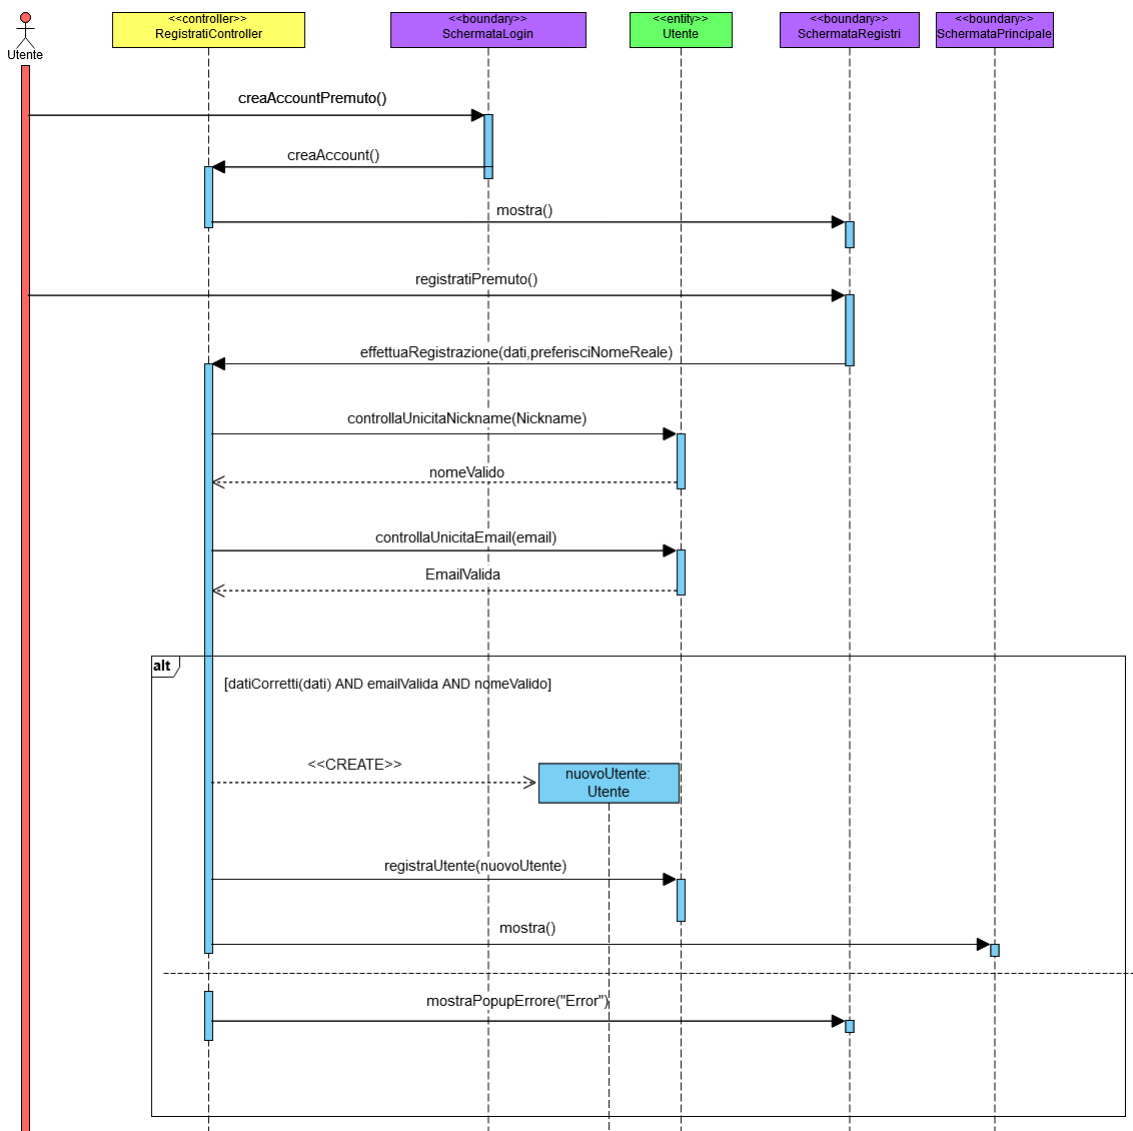 <<controller>>
RegistratiController
<<boundary>>
SchermataLogin
<<entity>>
Utente
<<boundary>>
SchermataRegistri
<<boundary>>
SchermataPrincipale
Utente
creaAccountPremuto()
creaAccount()
mostra()
registratiPremuto()
effettuaRegistrazione(dati,preferisciNomeReale)
controllaUnicitaNickname(Nickname)
nomeValido
controllaUnicitaEmail(email)
EmailValida
alt
[datiCorretti(dati) AND emailValida AND nomeValido]
<<CREATE>>
nuovoUtente:
Utente
registraUtente(nuovoUtente)
mostra()
mostraPopupErrore("Error")